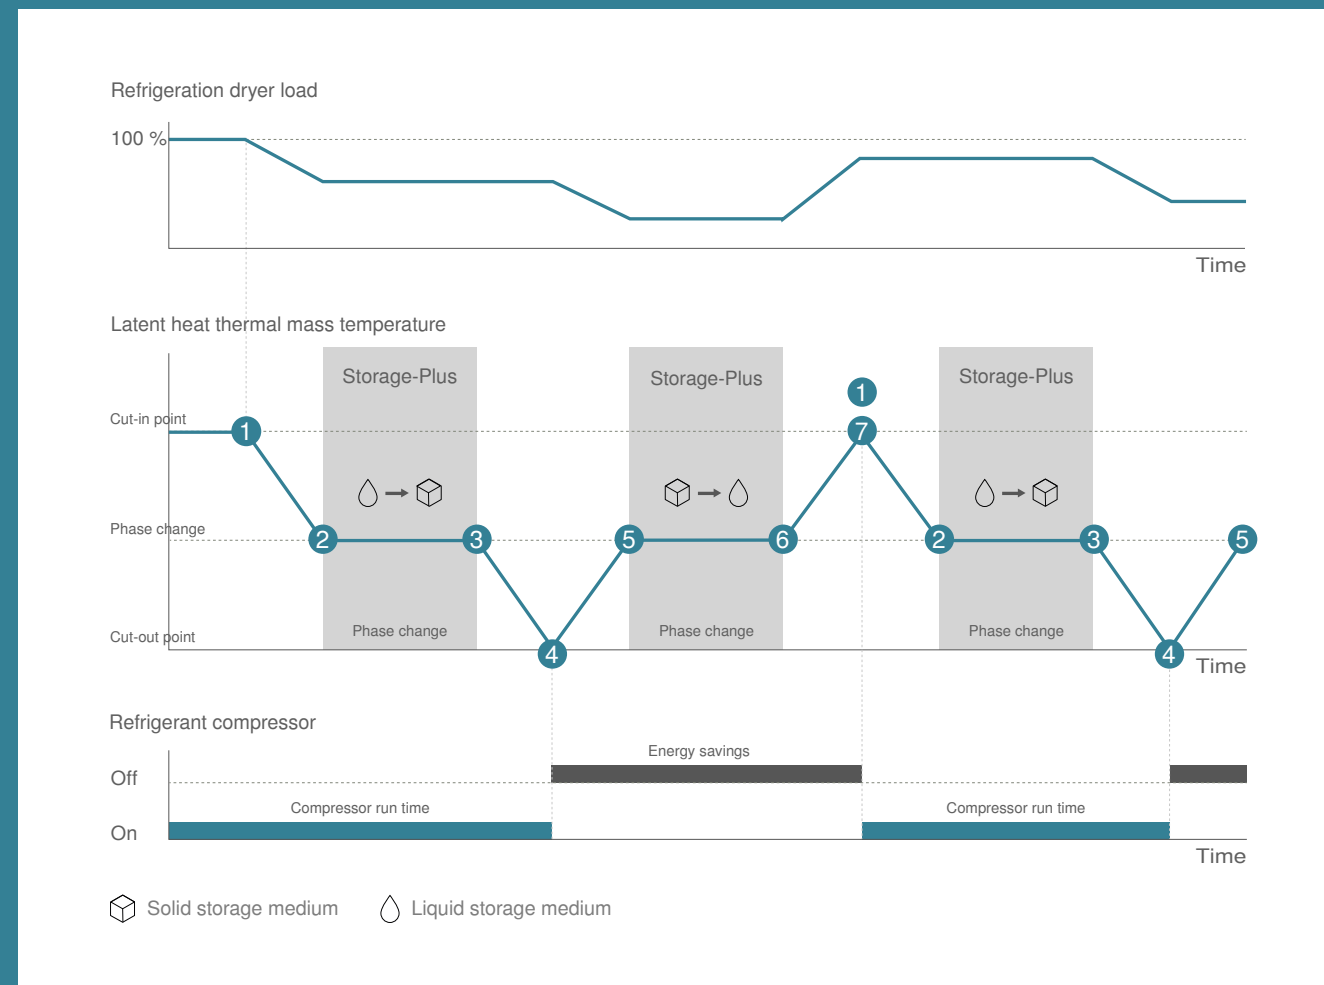 Refrigeration dryer load
100 %
Time
Latent heat thermal mass temperature
Storage-Plus
Storage-Plus
Storage-Plus
1
Cut-in point
1
7
Phase change
2
3
5
6
2
3
5
Cut-out point
Phase change
Phase change
Phase change
4
4
Time
Refrigerant compressor
Energy savings
Off
Compressor run time
Compressor run time
On
Time
Solid storage medium
Liquid storage medium